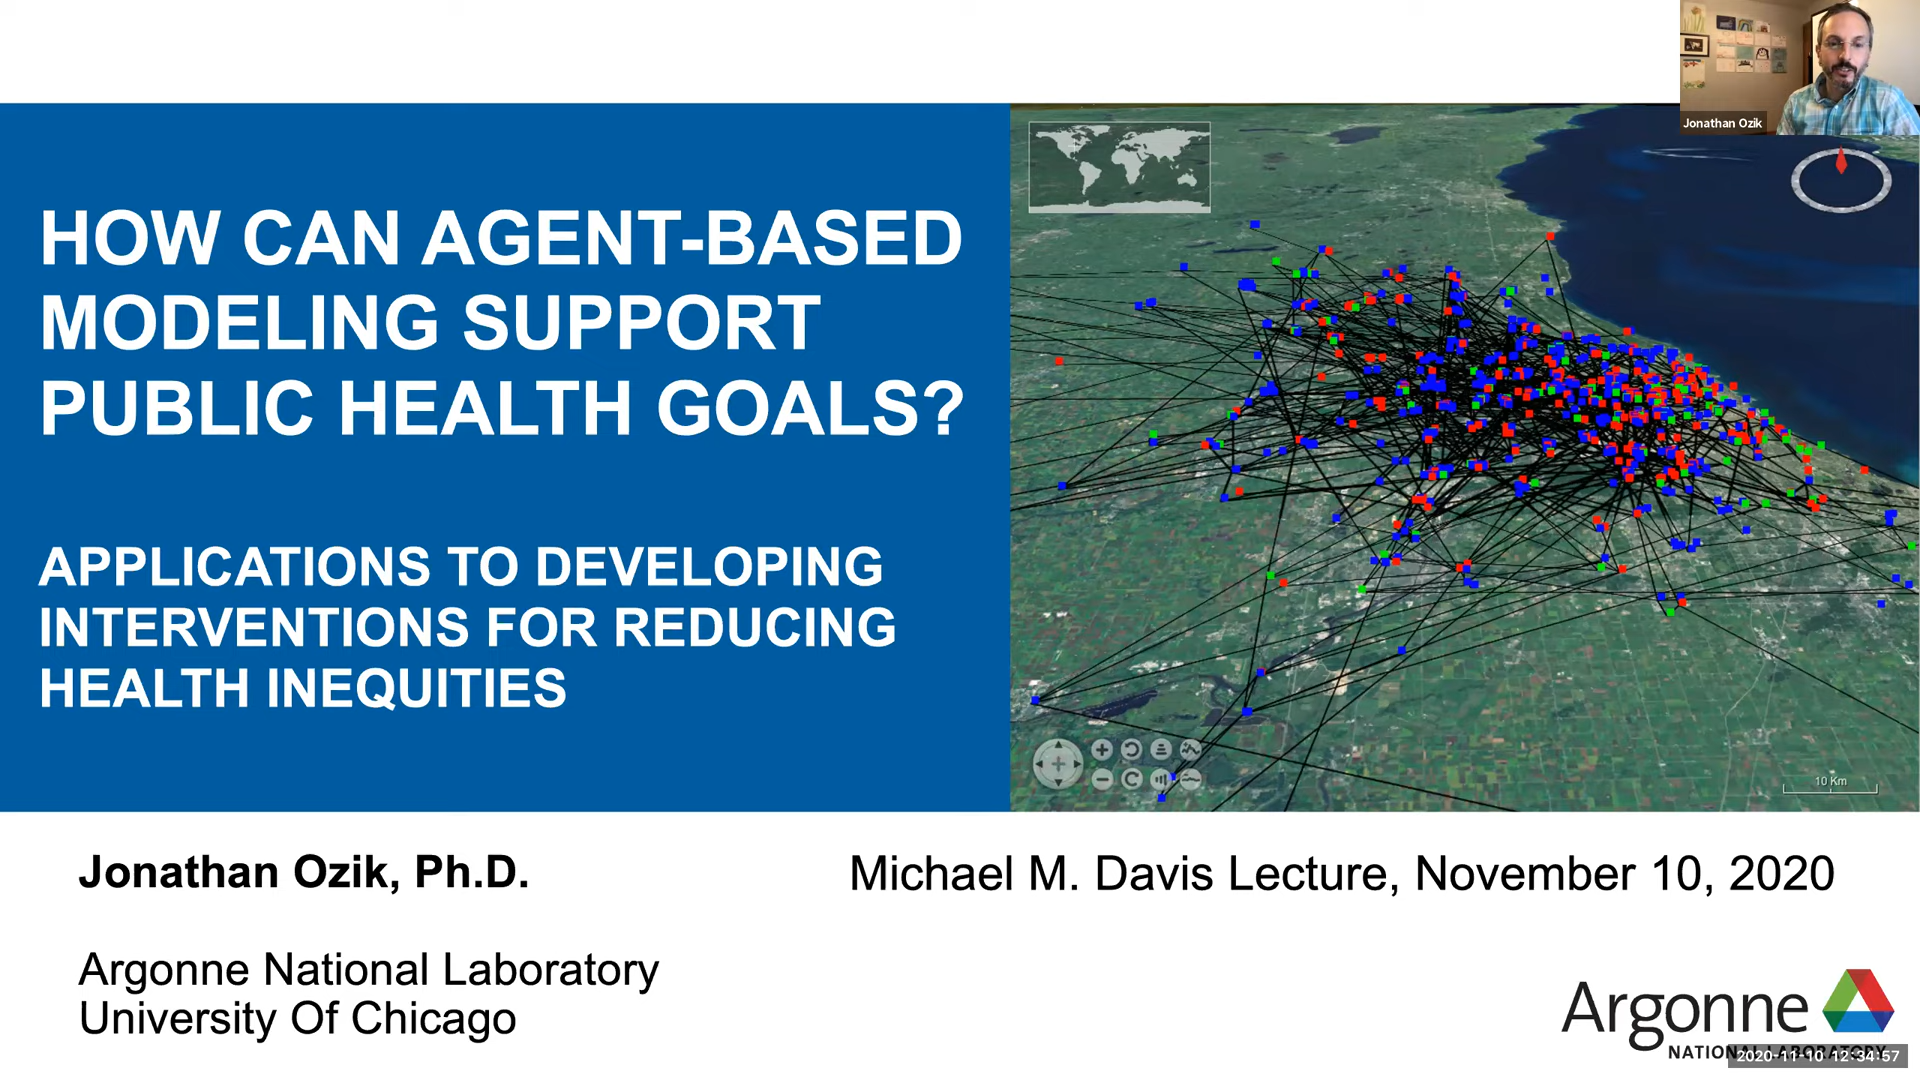 Jonathan Ozik
HOW CAN AGENT-BASED
MODELING SUPPORT
PUBLIC HEALTH GOALS?
APPLICATIONS TO DEVELOPING
INTERVENTIONS FOR REDUCING
HEALTH INEQUITIES
10 Km
Jonathan Ozik, Ph.D.
Michael M. Davis Lecture, November 10, 2020
Argonne National Laboratory
University Of Chicago
Argonne
NATIONAL LABORATORY
2020-11-10 12:34:57